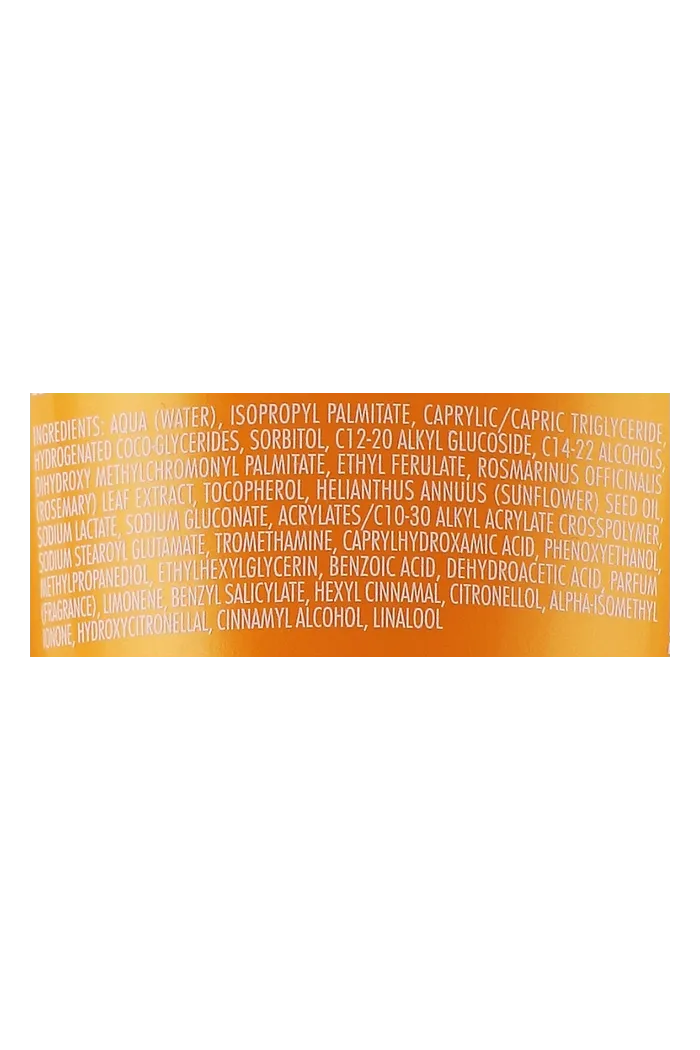 INGREDIENTS: AQUA (WATER), ISOPROPYL PALMITATE, CAPRYLIC/CAPRIC TRIGLYCERIDE,
HYDROGENATED COCO-GLYCERIDES, SORBITOL, C12-20 ALKYL GLUCOSIDE, C14-22 ALCOHOLS,
DIHYDROXY METHYLCHROMONYL PALMITATE, ETHYL FERULATE, ROSMARINUS OFFICINALIS
(ROSEMARY) LEAF EXTRACT, TOCOPHEROL, HELIANTHUS ANNUUS (SUNFLOWER) SEED OIL,
SODIUM LACTATE, SODIUM GLUCONATE, ACRYLATES/C10-30 ALKYL ACRYLATE CROSSPOLYMER,
SODIUM STEAROYL GLUTAMATE, TROMETHAMINE, CAPRYLHYDROXAMIC ACID, PHENOXYETHANOL,
METHYLPROPANEDIOL, ETHYLHEXYLGLYCERIN, BENZOIC ACID, DEHYDROACETIC ACID, PARFUM
(FRAGRANCE), LIMONENE, BENZYL SALICYLATE, HEXYL CINNAMAL, CITRONELLOL, ALPHA-ISOMETHYL
IONONE, HYDROXYCITRONELLAL, CINNAMYL ALCOHOL, LINALOOL